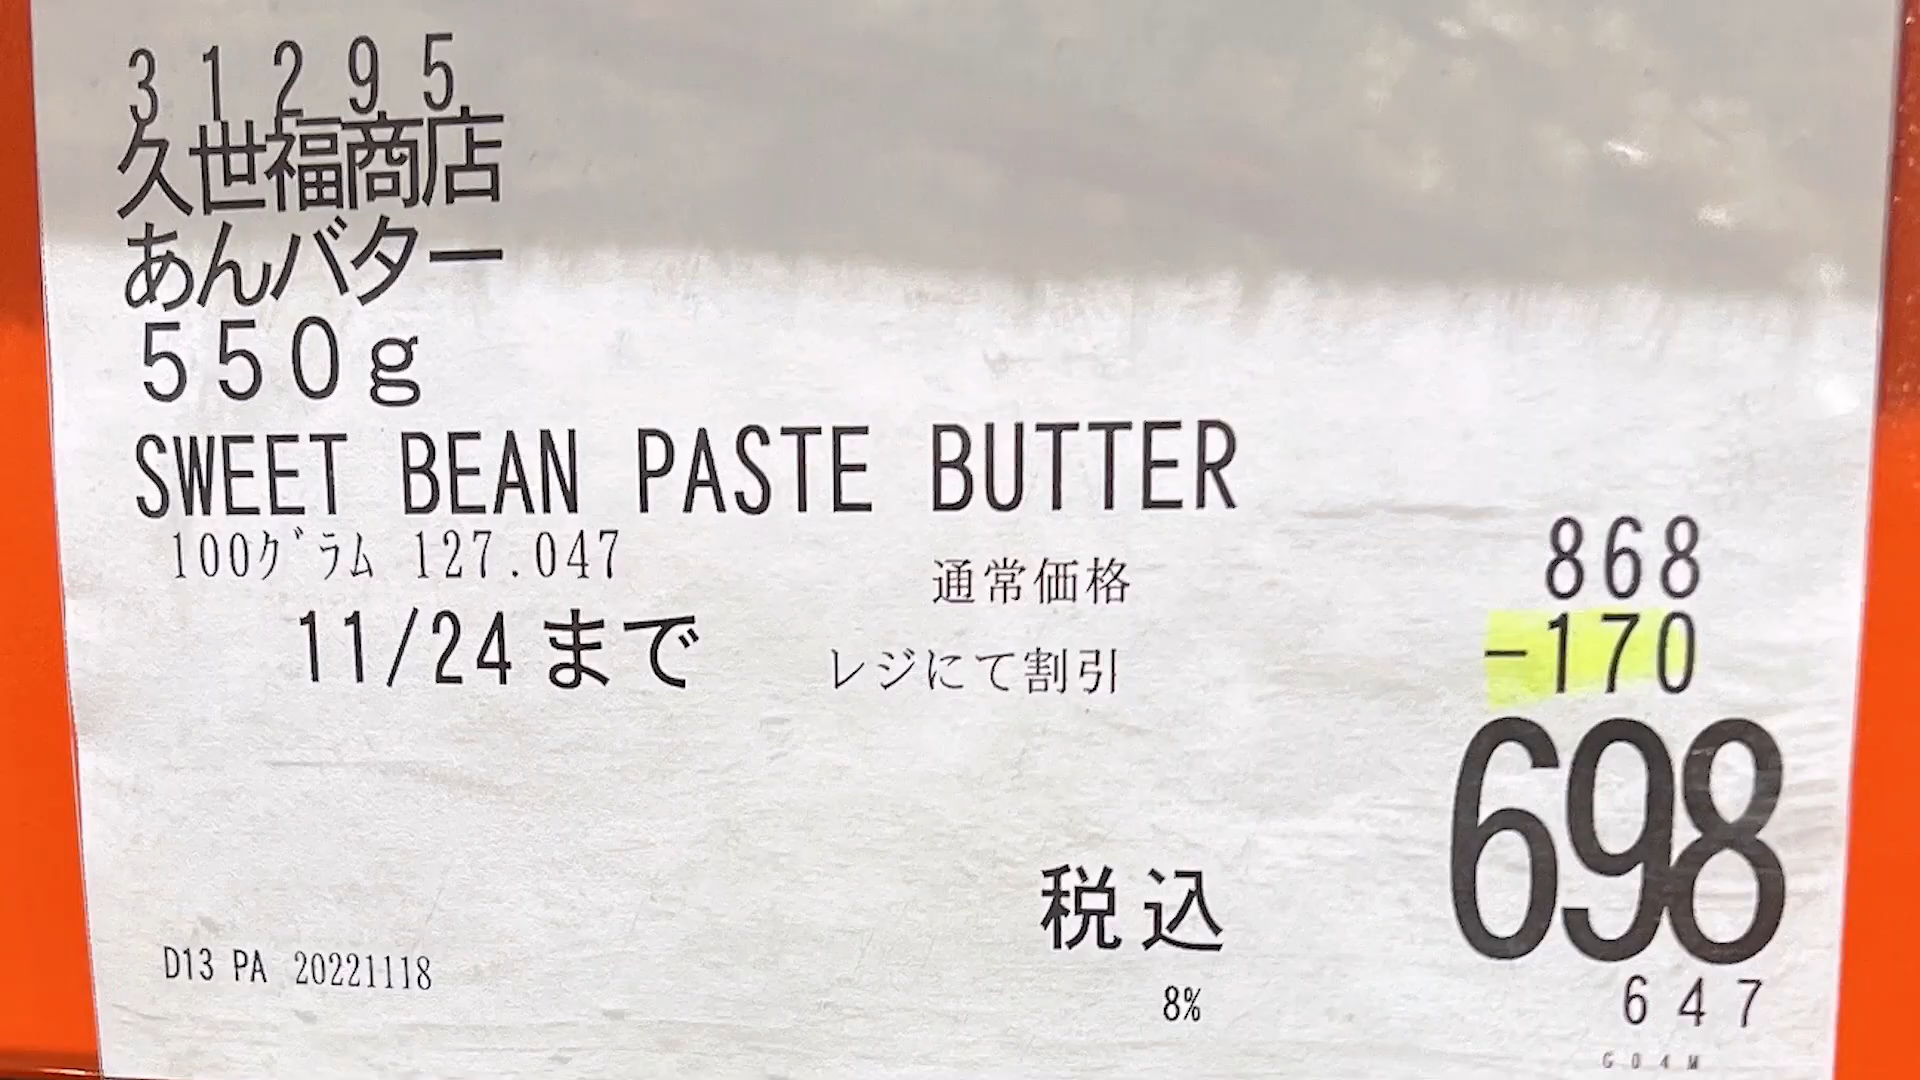 31295
久世福商店
あんバター
550g
SWEET BEAN PASTE BUTTER
100グラム 127.047
通常価格 868
11/24まで レジにて割引 -170
698
税込
8% 647
D13 PA 20221118
G04M